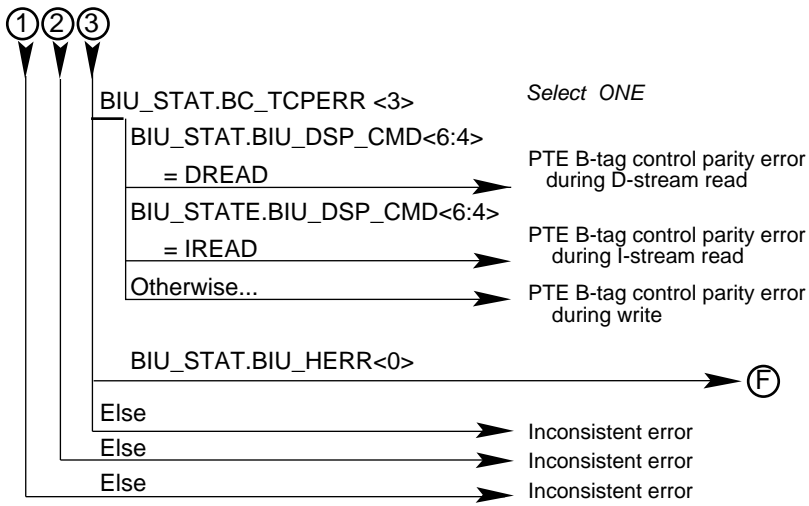 1 2 3
BIU_STAT.BC_TCPERR <3>
Select ONE
BIU_STAT.BIU_DSP_CMD<6:4>
= DREAD
PTE B-tag control parity error
during D-stream read
BIU_STATE.BIU_DSP_CMD<6:4>
= IREAD
PTE B-tag control parity error
during I-stream read
Otherwise...
PTE B-tag control parity error
during write
BIU_STAT.BIU_HERR<0>
F
Else
Inconsistent error
Else
Inconsistent error
Else
Inconsistent error